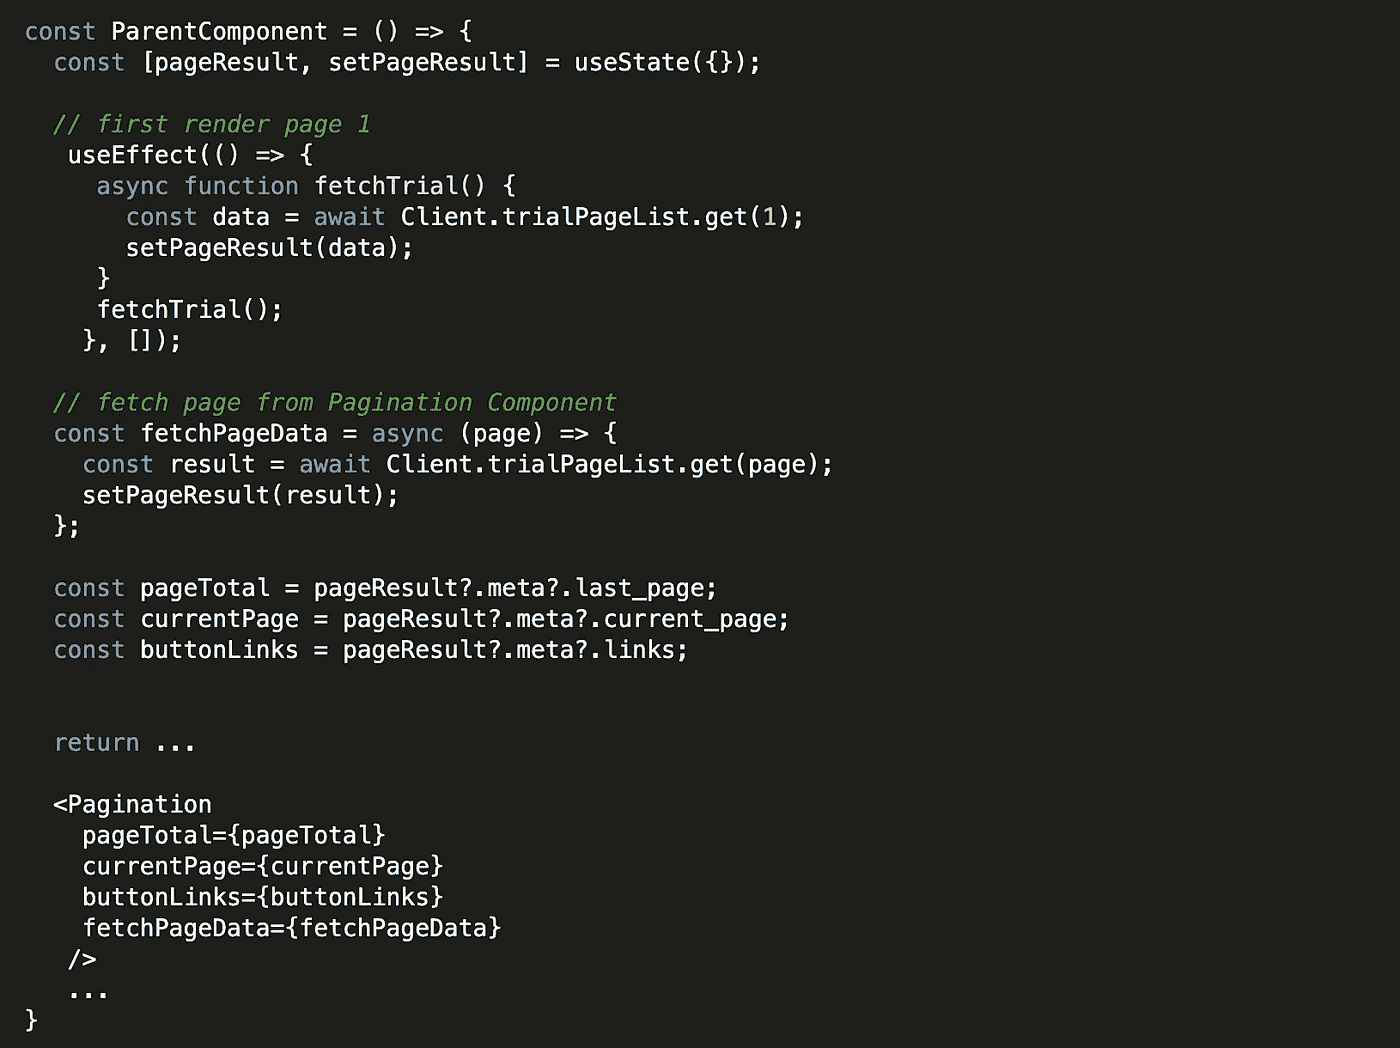 const ParentComponent = () => {
const [pageResult, setPageResult] = useState({});
// first render page 1
useEffect(() => {
async function fetchTrial() {
const data = await Client.trialPageList.get(1);
setPageResult(data);
}
fetchTrial();
}, []);
// fetch page from Pagination Component
const fetchPageData = async (page) => {
const result = await Client.trialPageList.get(page);
setPageResult(result);
};
const pageTotal = pageResult?.meta?.last_page;
const currentPage = pageResult?.meta?.current_page;
const buttonLinks = pageResult?.meta?.links;
return ...
<Pagination
pageTotal={pageTotal}
currentPage={currentPage}
buttonLinks={buttonLinks}
fetchPageData={fetchPageData}
/>
...
}